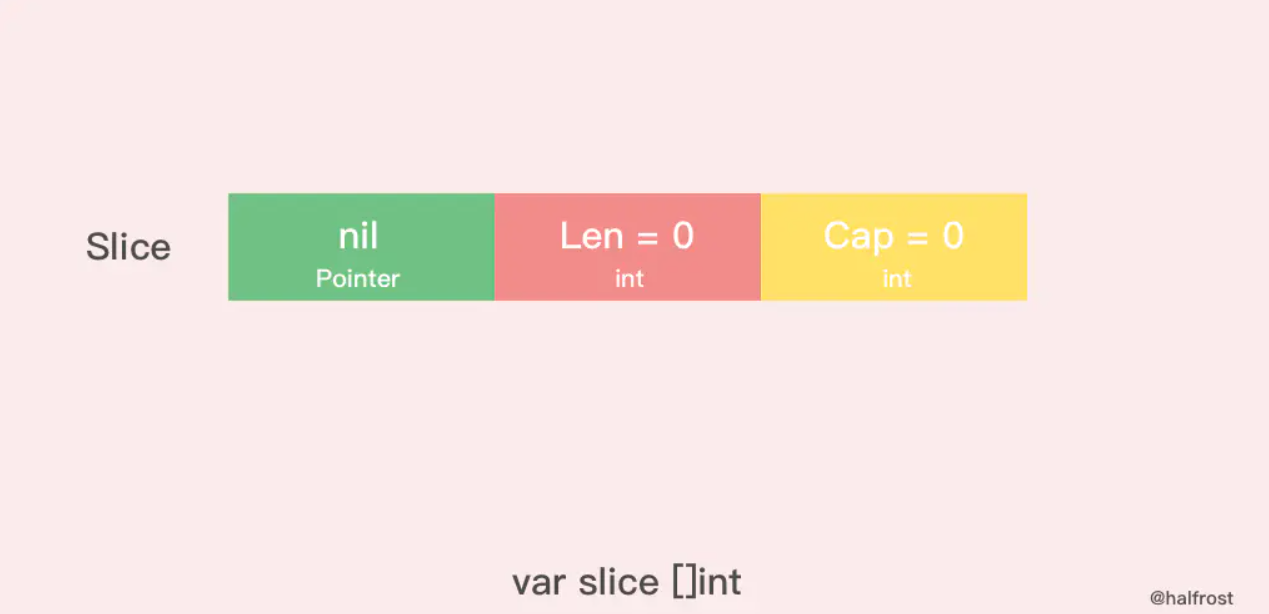 Slice
nil
Pointer
Len = 0
int
Cap = 0
int
var slice []int
@halfrost